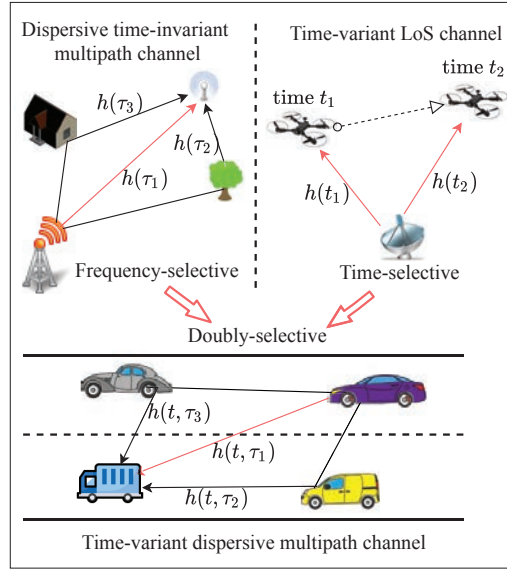 Dispersive time-invariant
multipath channel
h(τ₃)
h(τ₂)
h(τ₁)
Frequency-selective
Time-variant LoS channel
time t₂
time t₁
h(t₁)
h(t₂)
Time-selective
Doubly-selective
h(t, τ₃)
h(t, τ₁)
h(t, τ₂)
Time-variant dispersive multipath channel